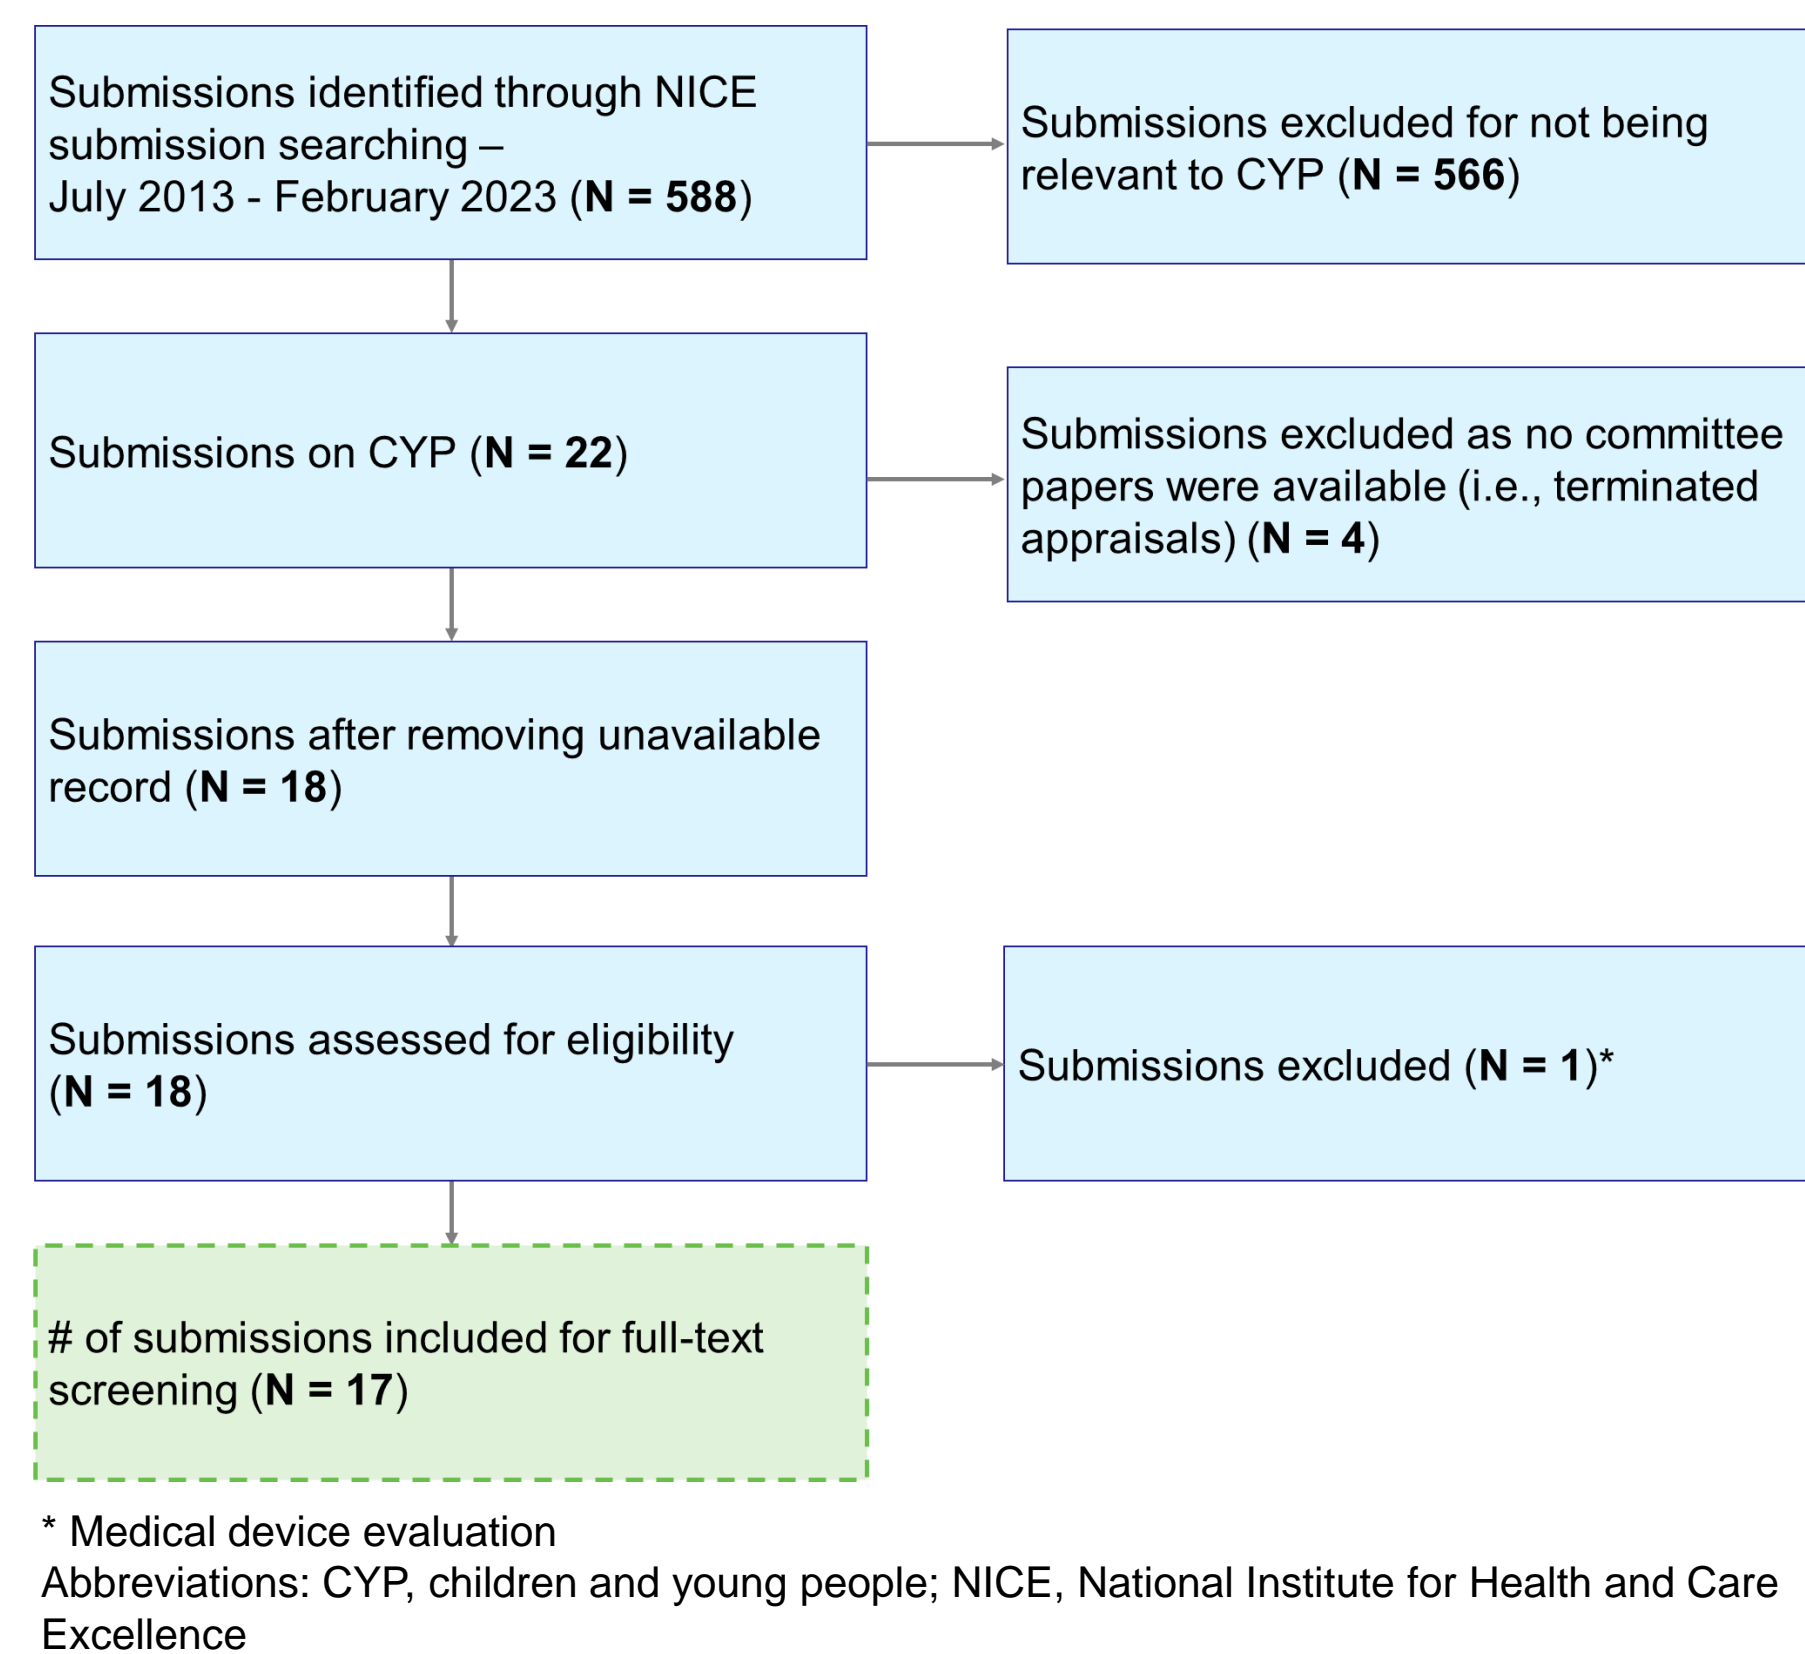 Submissions identified through NICE
submission searching –
July 2013 - February 2023 (N = 588)
Submissions excluded for not being
relevant to CYP (N = 566)
Submissions on CYP (N = 22)
Submissions excluded as no committee
papers were available (i.e., terminated
appraisals) (N = 4)
Submissions after removing unavailable
record (N = 18)
Submissions assessed for eligibility
(N = 18)
Submissions excluded (N = 1)*
# of submissions included for full-text
screening (N = 17)
* Medical device evaluation
Abbreviations: CYP, children and young people; NICE, National Institute for Health and Care
Excellence